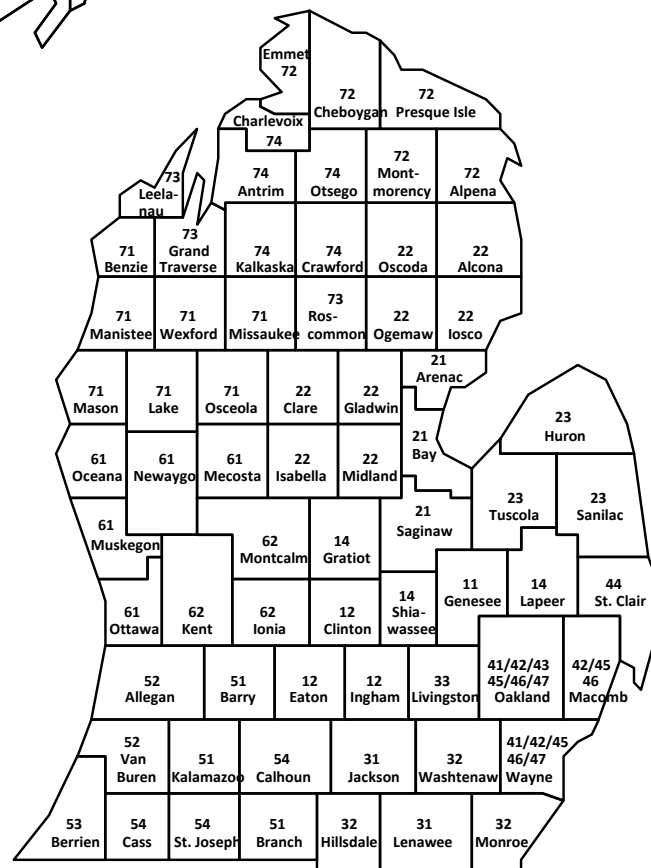 Emmet
72
72
Cheboygan
72
Presque Isle
Charlevoix
74
73
Leela-
nau
74
Antrim
74
Otsego
72
Mont-
morency
72
Alpena
71
Benzie
73
Grand
Traverse
74
Kalkaska
74
Crawford
22
Oscoda
22
Alcona
71
Manistee
71
Wexford
71
Missaukee
73
Ros-
common
22
Ogemaw
22
Iosco
71
Mason
71
Lake
71
Osceola
22
Clare
22
Gladwin
21
Arenac
23
Huron
61
Oceana
61
Newaygo
61
Mecosta
22
Isabella
22
Midland
21
Bay
61
Muskegon
62
Montcalm
14
Gratiot
21
Saginaw
23
Tuscola
23
Sanilac
61
Ottawa
62
Kent
62
Ionia
12
Clinton
14
Shia-
wassee
11
Genesee
14
Lapeer
44
St. Clair
52
Allegan
51
Barry
12
Eaton
12
Ingham
33
Livingston
41/42/43
45/46/47
Oakland
42/45
46
Macomb
52
Van
Buren
51
Kalamazoo
54
Calhoun
31
Jackson
32
Washtenaw
41/42/45
46/47
Wayne
53
Berrien
54
Cass
54
St. Joseph
51
Branch
32
Hillsdale
31
Lenawee
32
Monroe